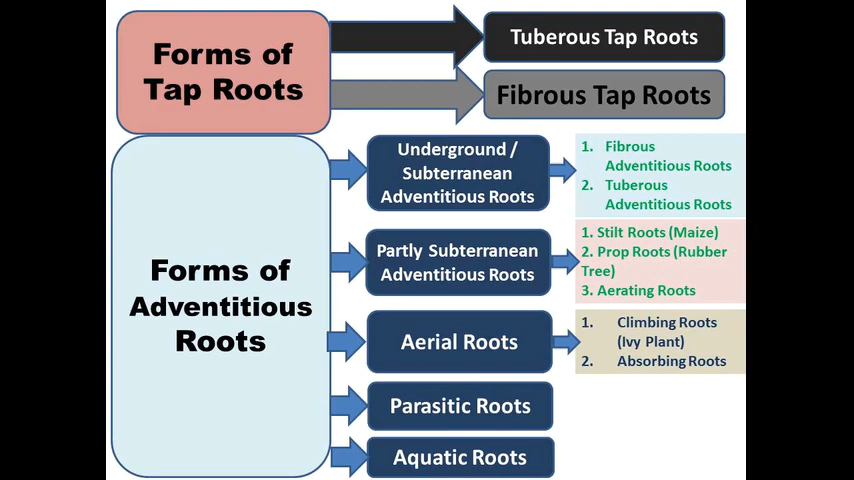 Forms of
Tap Roots
Tuberous Tap Roots
Fibrous Tap Roots
Forms of
Adventitious
Roots
Underground /
Subterranean
Adventitious Roots
1. Fibrous
Adventitious Roots
2. Tuberous
Adventitious Roots
Partly Subterranean
Adventitious Roots
1. Stilt Roots (Maize)
2. Prop Roots (Rubber
Tree)
3. Aerating Roots
Aerial Roots
1. Climbing Roots
(Ivy Plant)
2. Absorbing Roots
Parasitic Roots
Aquatic Roots